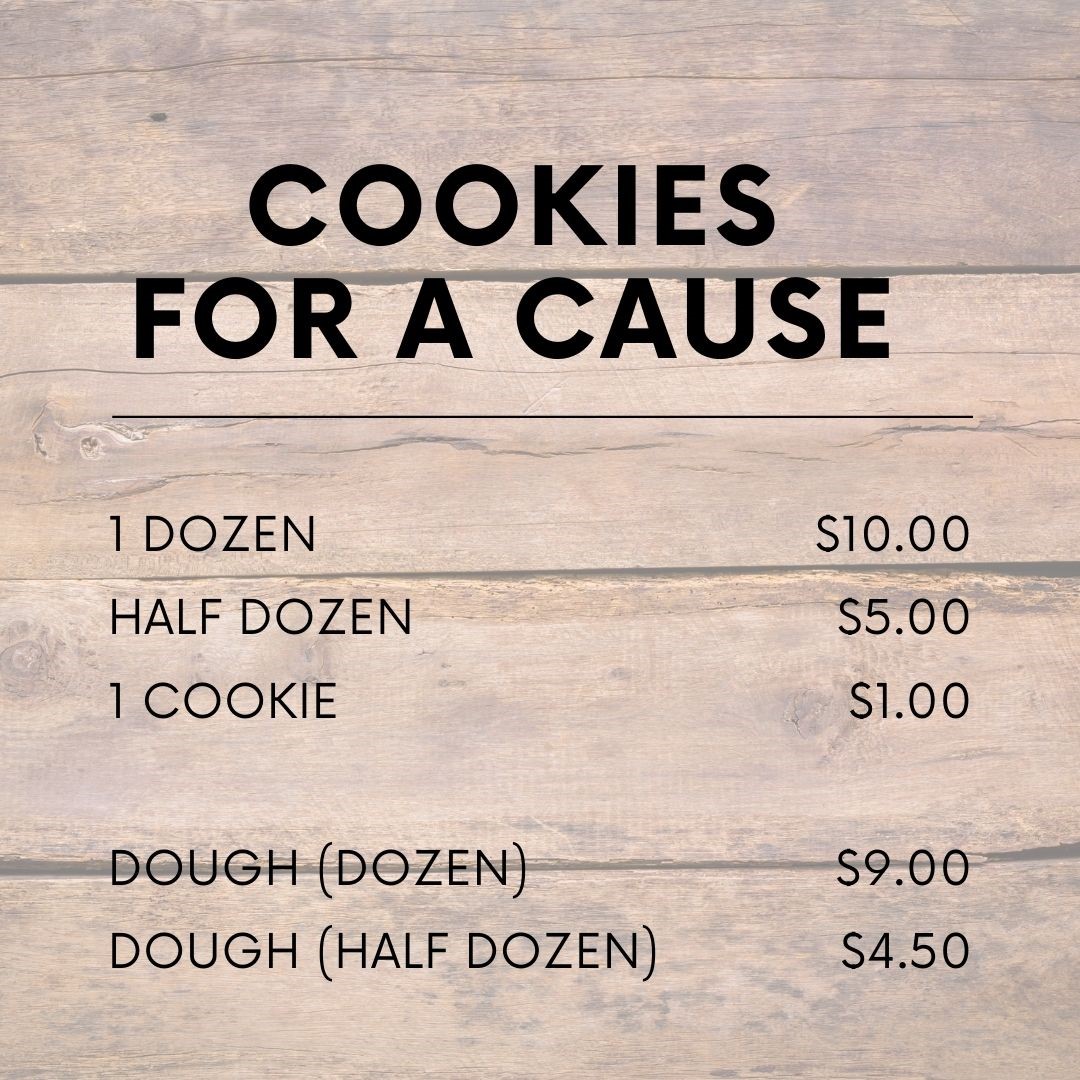 COOKIES
FOR A CAUSE
1 DOZEN $10.00
HALF DOZEN $5.00
1 COOKIE $1.00
DOUGH (DOZEN) $9.00
DOUGH (HALF DOZEN) $4.50